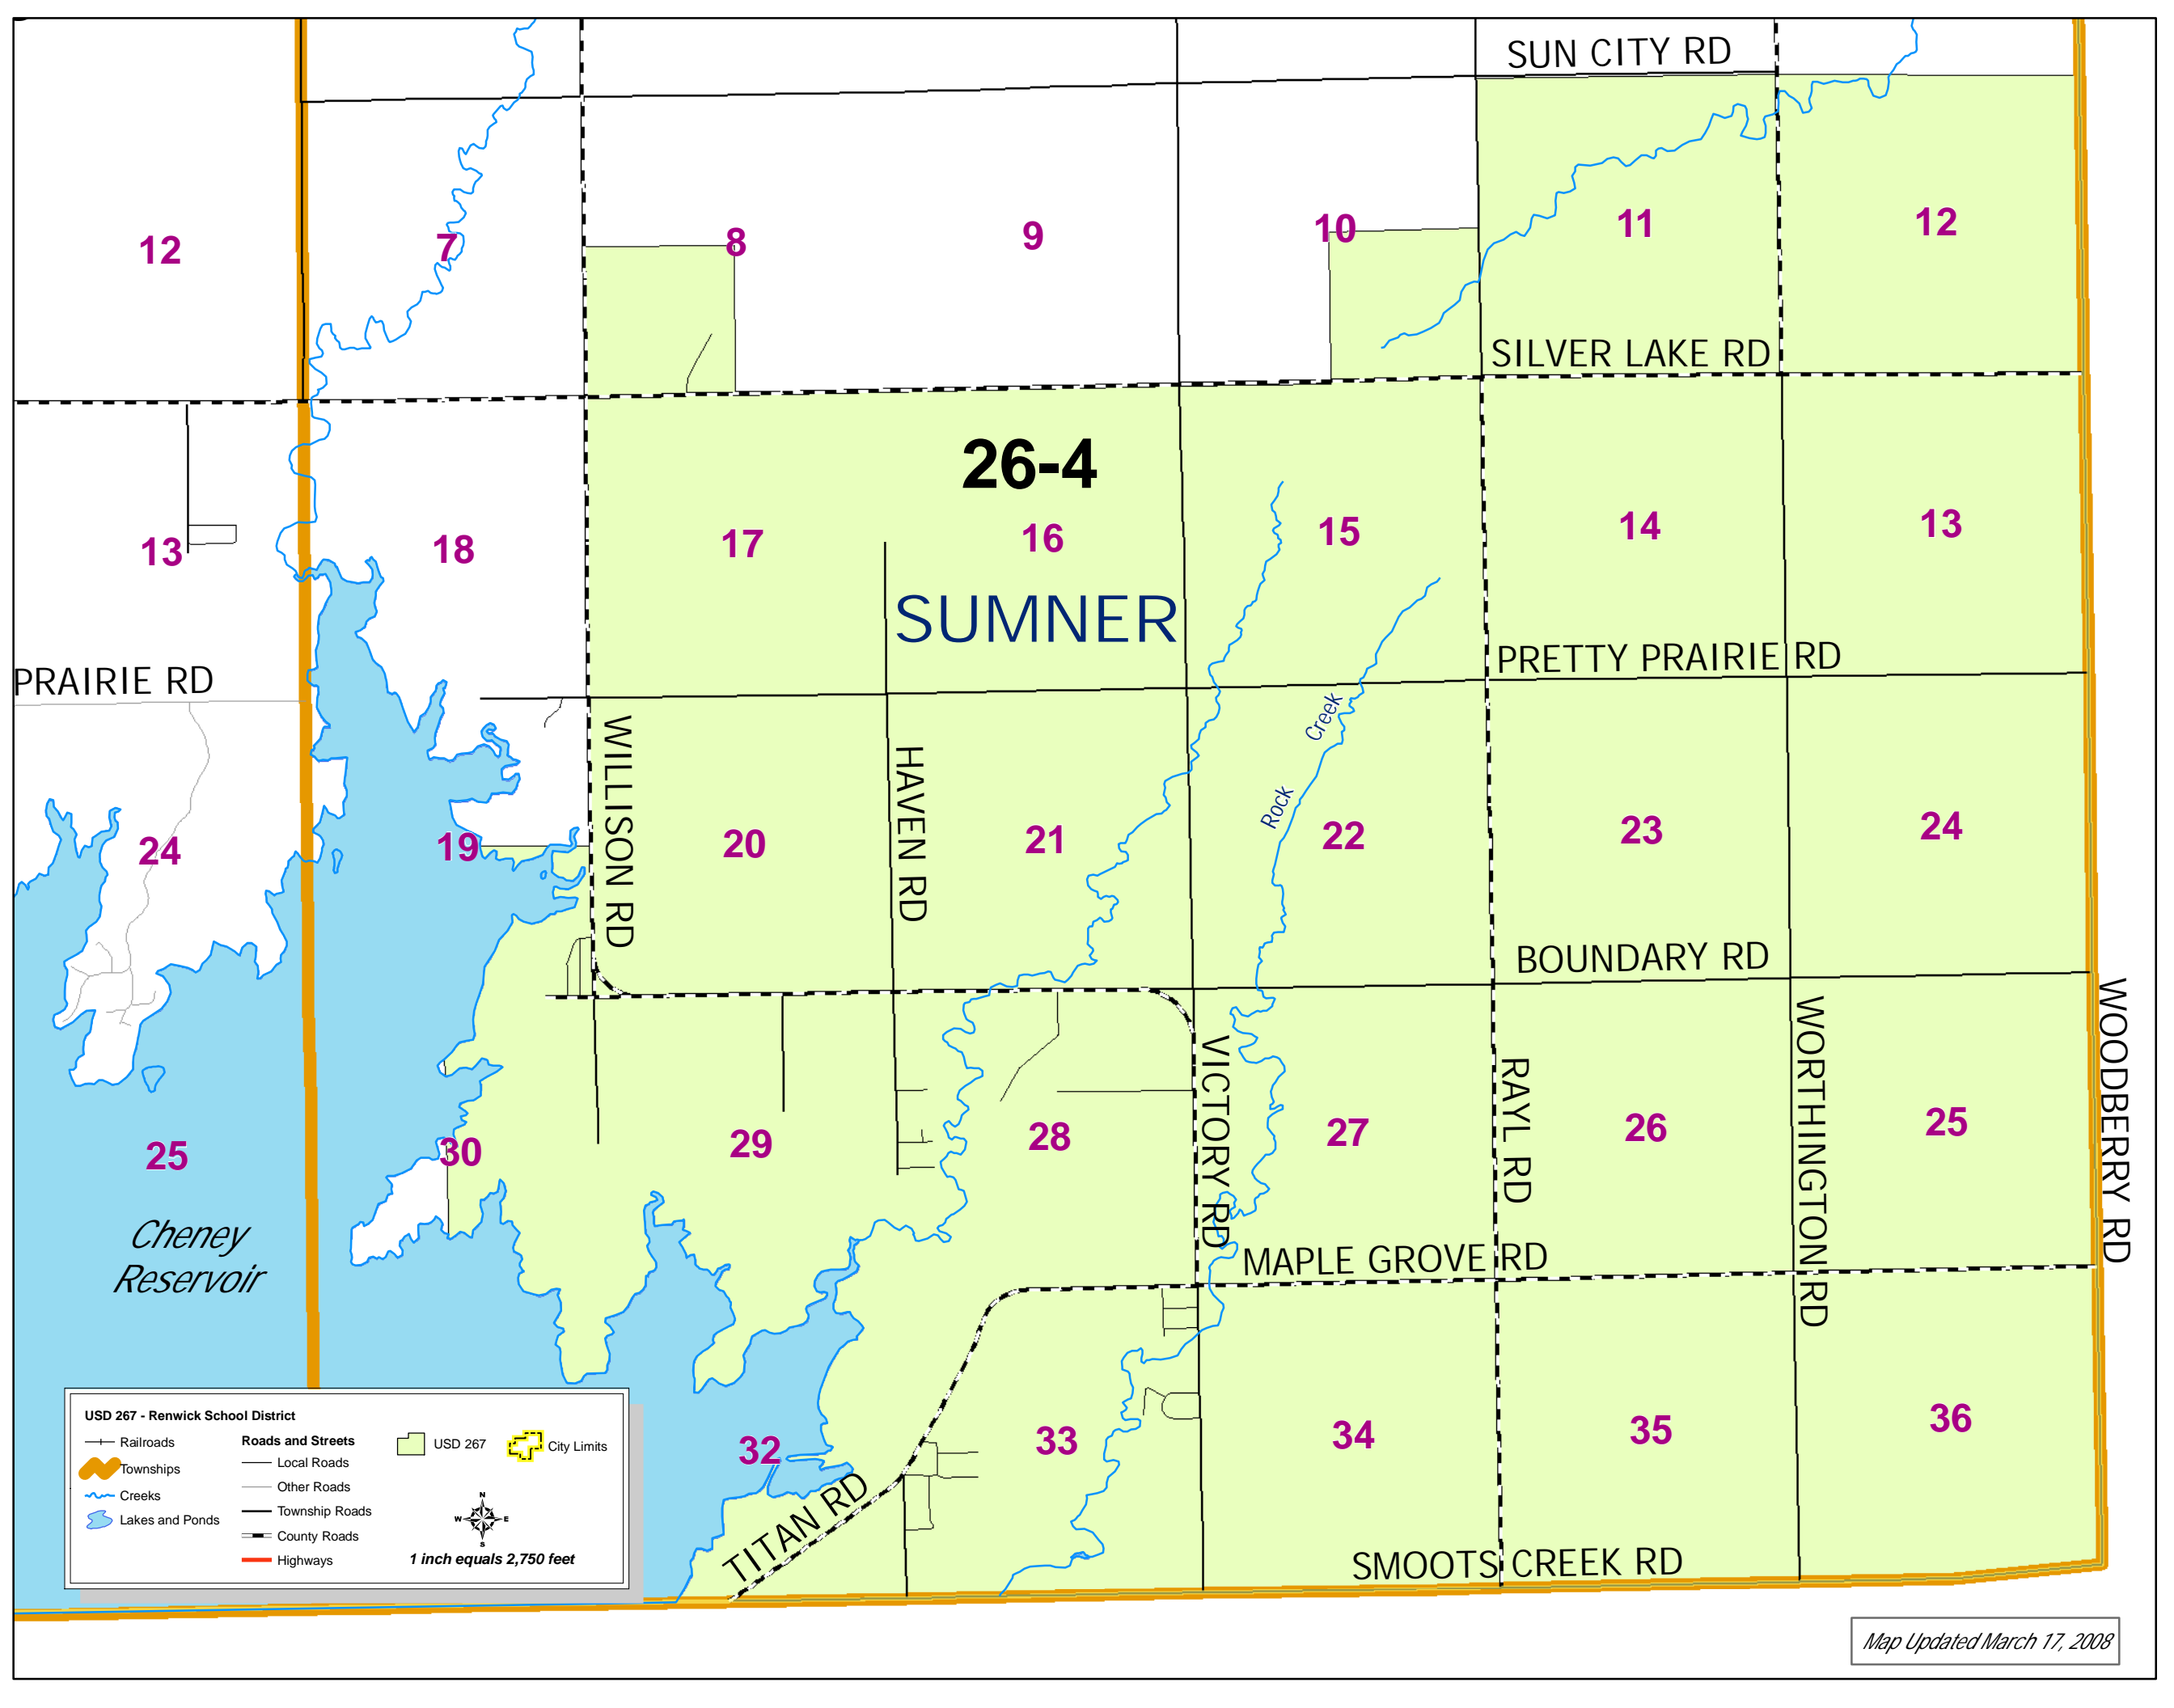 SUN CITY RD
12
7
8
9
10
11
12
SILVER LAKE RD
26-4
13
18
17
16
15
14
13
SUMNER
PRAIRIE RD
PRETTY PRAIRIE RD
WILLISON RD
HAVEN RD
Rock Creek
24
19
20
21
22
23
24
BOUNDARY RD
WOODBERRY RD
VICTORY RD
RAYL RD
WORTHINGTON RD
25
30
29
28
27
26
25
Cheney
Reservoir
MAPLE GROVE RD
32
33
34
35
36
TITAN RD
SMOOTS CREEK RD
USD 267 - Renwick School District
Railroads
Townships
Creeks
Lakes and Ponds
Roads and Streets
Local Roads
Other Roads
Township Roads
County Roads
Highways
USD 267
City Limits
N
W E
S
1 inch equals 2,750 feet
Map Updated March 17, 2008